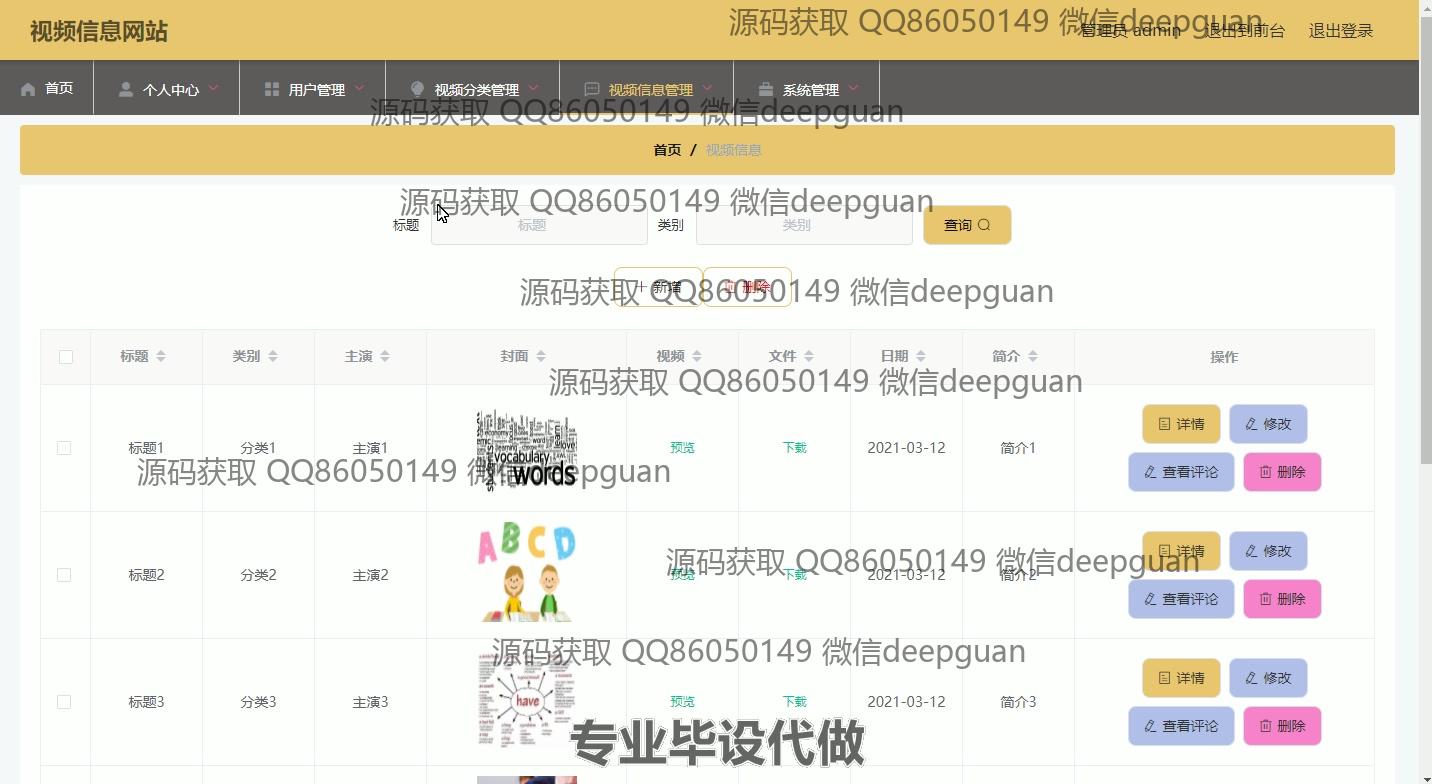 视频信息网站
源码获取 QQ86050149 微信deepguan
管理员 admin 退出到前台 退出登录
首页 个人中心 用户管理 视频分类管理 视频信息管理 系统管理
源码获取 QQ86050149 微信deepguan
首页 / 视频信息
源码获取 QQ86050149 微信deepguan
标题 标题 类别 类别 查询
+ 新增 删除
源码获取 QQ86050149 微信deepguan
标题 类别 主演 封面 视频 文件 日期 简介 操作
源码获取 QQ86050149 微信deepguan
标题1 分类1 主演1 预览 下载 2021-03-12 简介1 详情 修改
查看评论 删除
vocabulary
words
源码获取 QQ86050149 微信deepguan
ABCD
标题2 分类2 主演2 预览 下载 2021-03-12 简介2 详情 修改
查看评论 删除
源码获取 QQ86050149 微信deepguan
源码获取 QQ86050149 微信deepguan
标题3 分类3 主演3 have 预览 下载 2021-03-12 简介3 详情 修改
查看评论 删除
专业毕设代做